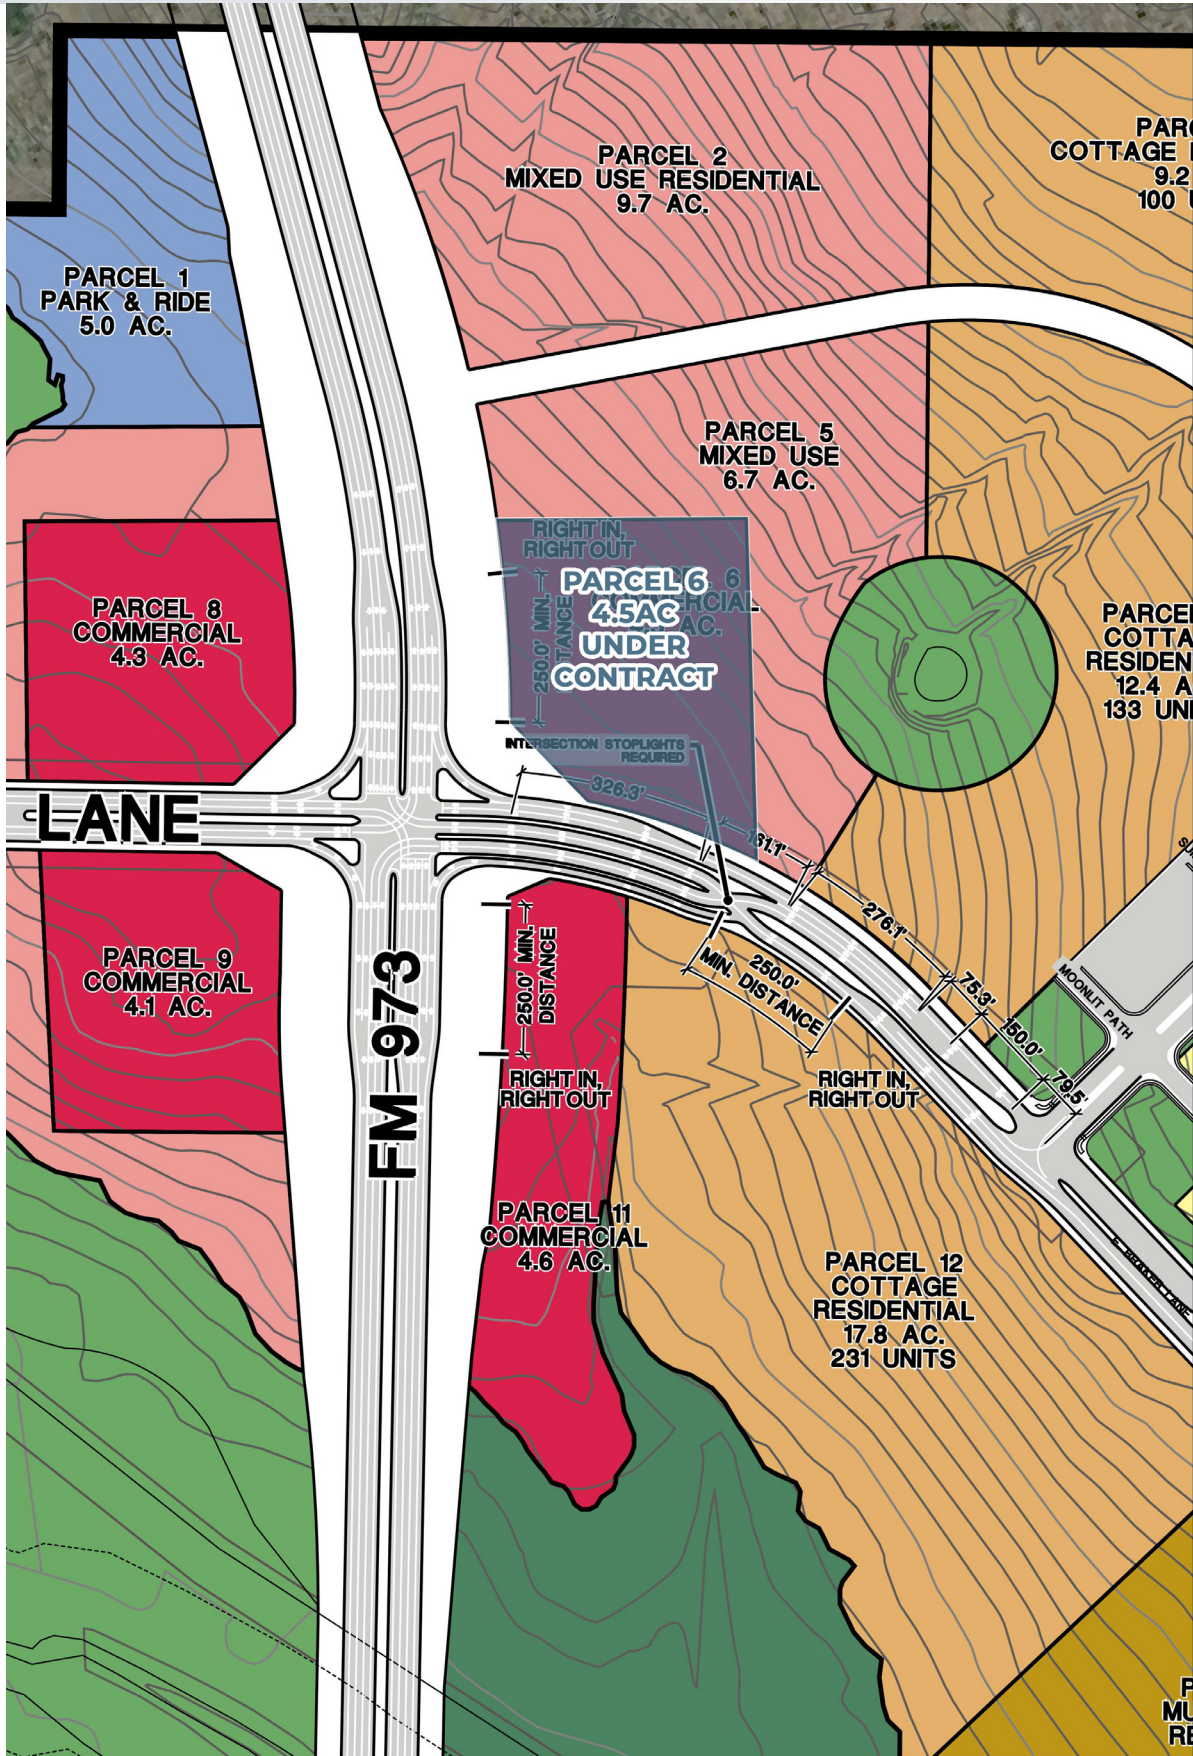 PARCEL 2
MIXED USE RESIDENTIAL
9.7 AC.
COTTAGE
9.2
100
PARCEL 1
PARK & RIDE
5.0 AC.
PARCEL 5
MIXED USE
6.7 AC.
RIGHT IN,
RIGHT OUT
PARCEL 6
4.5AC
UNDER
CONTRACT
250.0' MIN.
INTERSECTION STOPLIGHTS
REQUIRED
326.3'
161.1'
276.1'
75.3'
150.0'
79.5'
PARCEL 8
COMMERCIAL
4.3 AC.
PARCEL
12.4
133
LANE
FM 973
PARCEL 9
COMMERCIAL
4.1 AC.
250.0' MIN.
DISTANCE
250.0'
MIN. DISTANCE
MOONLIT PATH
RIGHT IN,
RIGHT OUT
RIGHT IN,
RIGHT OUT
PARCEL 11
COMMERCIAL
4.6 AC.
PARCEL 12
COTTAGE
RESIDENTIAL
17.8 AC.
231 UNITS
E. BRAKER LANE